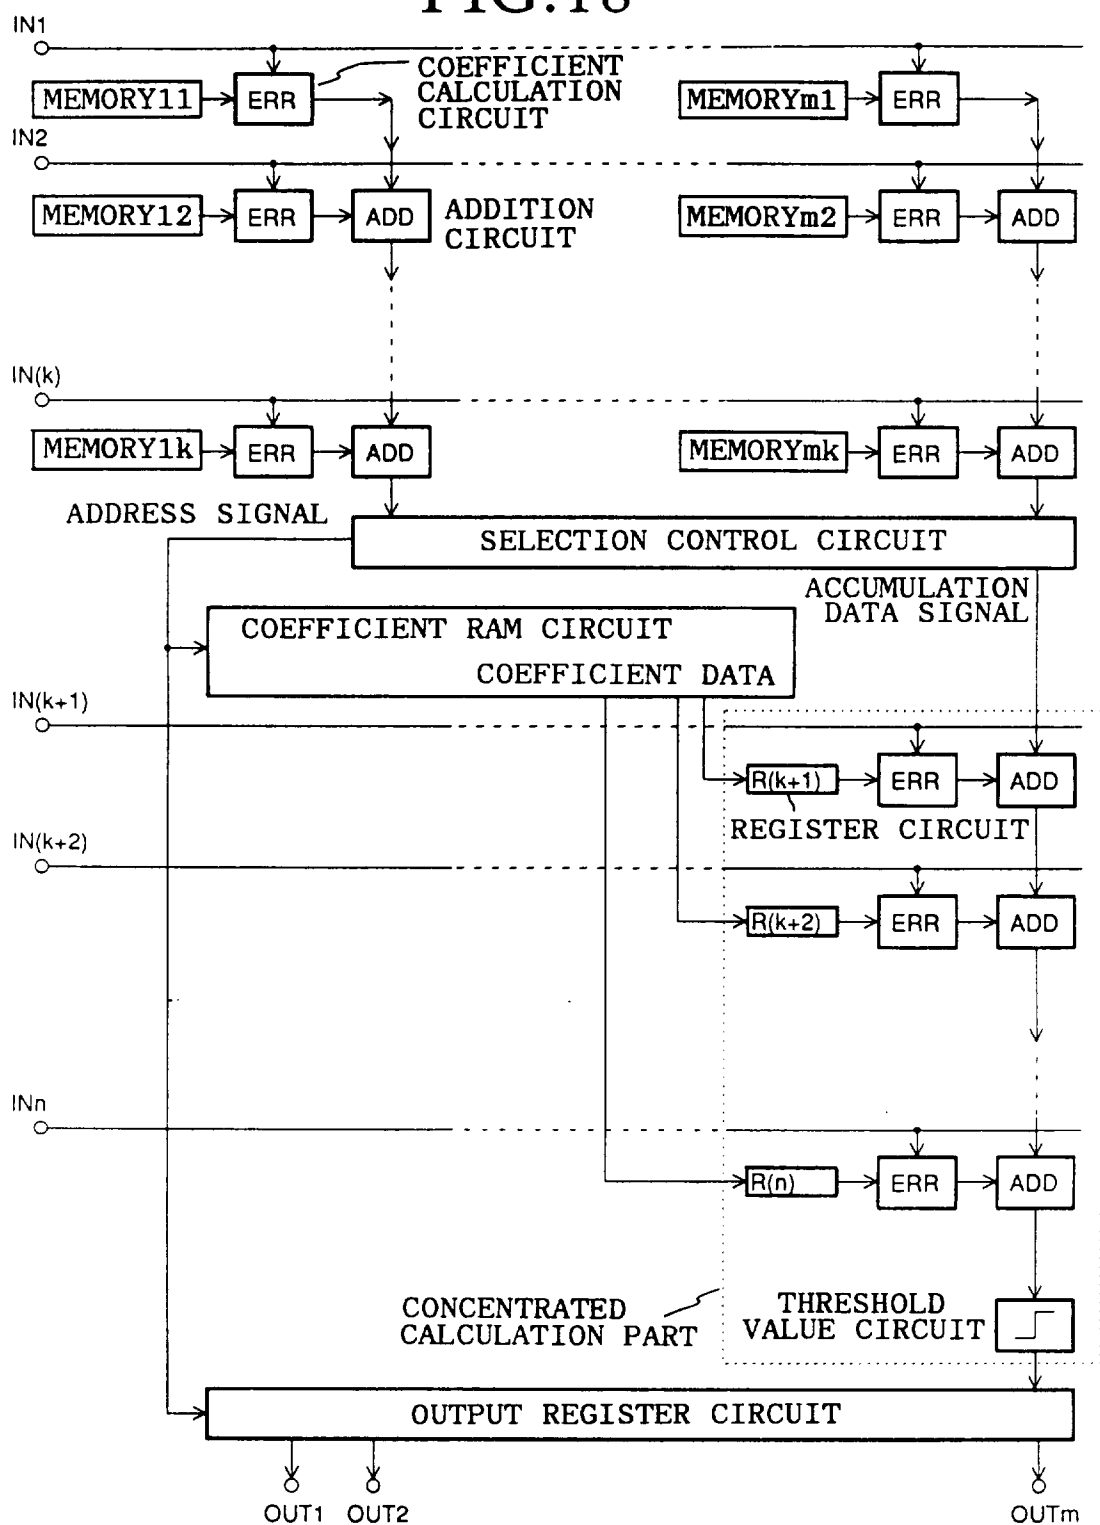 FIG.18
IN1
COEFFICIENT
CALCULATION
CIRCUIT
MEMORY11
ERR
MEMORYm1
ERR
IN2
MEMORY12
ERR
ADD
ADDITION
CIRCUIT
MEMORYm2
ERR
ADD
IN(k)
MEMORY1k
ERR
ADD
MEMORYmk
ERR
ADD
ADDRESS SIGNAL
SELECTION CONTROL CIRCUIT
ACCUMULATION
DATA SIGNAL
COEFFICIENT RAM CIRCUIT
COEFFICIENT DATA
IN(k+1)
R(k+1)
ERR
ADD
REGISTER CIRCUIT
IN(k+2)
R(k+2)
ERR
ADD
INn
R(n)
ERR
ADD
CONCENTRATED
CALCULATION PART
THRESHOLD
VALUE CIRCUIT
OUTPUT REGISTER CIRCUIT
OUT1
OUT2
OUTm